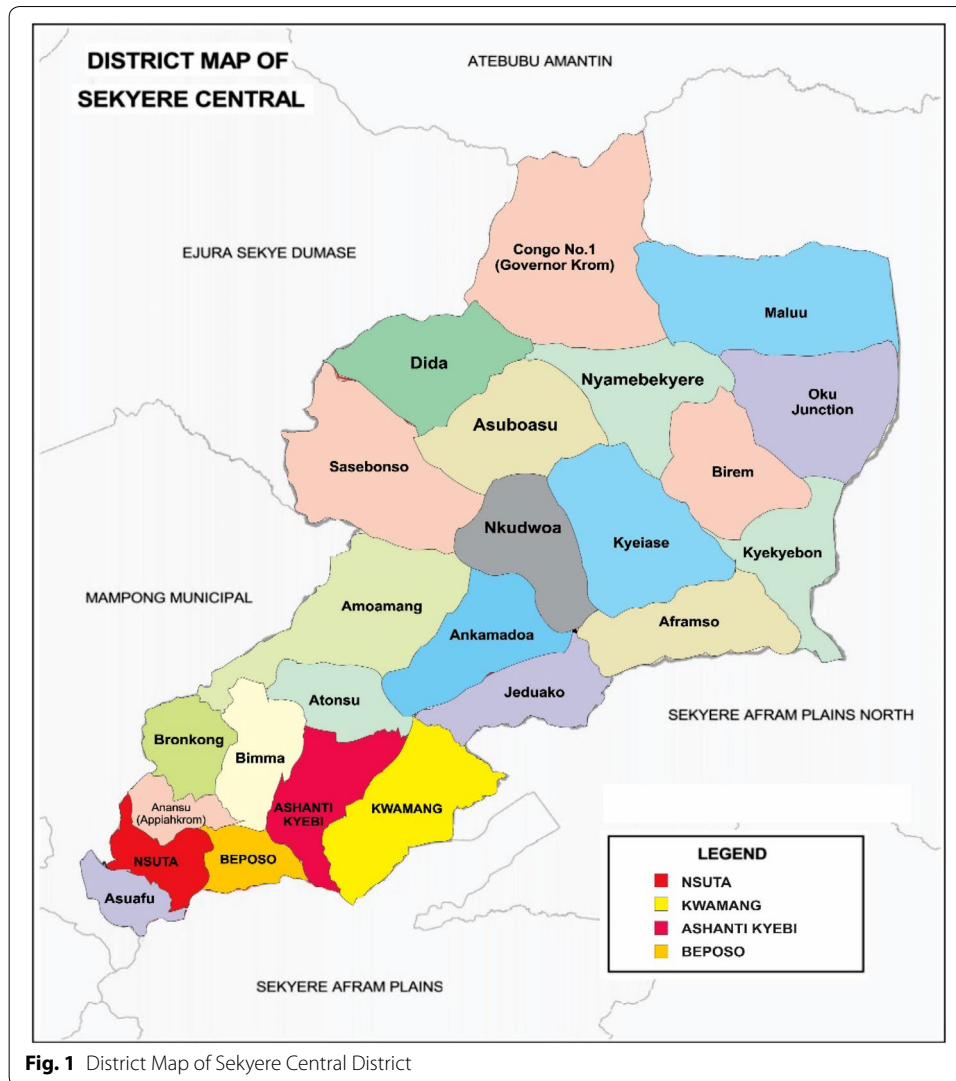 DISTRICT MAP OF
SEKYERE CENTRAL
ATEBUBU AMANTIN
EJURA SEKYE DUMASE
Congo No.1
(Governor Krom)
Maluu
Dida
Nyamebekyere
Oku
Junction
Asuboasu
Sasebonso
Birem
Nkudwoa
Kyeiase
Kyekyebon
MAMPONG MUNICIPAL
Amoamang
Ankamadoa
Aframso
Atonsu
Jeduako
SEKYERE AFRAM PLAINS NORTH
Bronkong
Bimma
Anansu
(Appiahkrom)
ASHANTI
KYEBI
KWAMANG
NSUTA
BEPOSO
Asuafu
LEGEND
NSUTA
KWAMANG
ASHANTI KYEBI
BEPOSO
SEKYERE AFRAM PLAINS
Fig. 1 District Map of Sekyere Central District